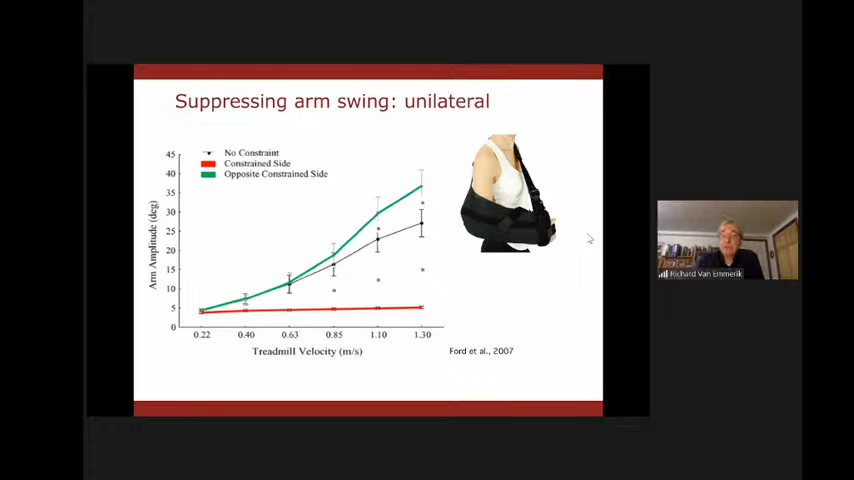 Suppressing arm swing: unilateral
No Constraint
Constrained Side
Opposite Constrained Side
45
40
35
30
25
20
15
10
5
0
Arm Amplitude (deg)
0.22 0.40 0.63 0.85 1.10 1.30
Treadmill Velocity (m/s)
Ford et al., 2007
Richard Van Emmerik